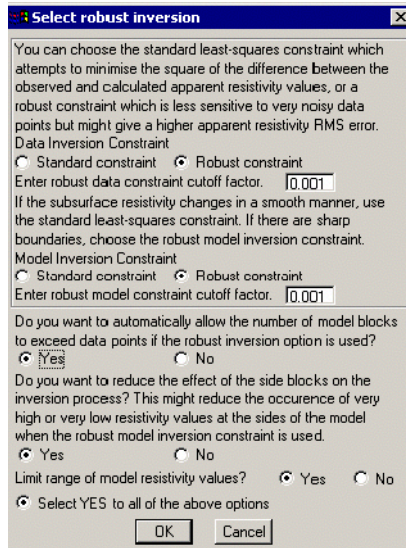 Select robust inversion
You can choose the standard least-squares constraint which
attempts to minimise the square of the difference between the
observed and calculated apparent resistivity values, or a
robust constraint which is less sensitive to very noisy data
points but might give a higher apparent resistivity RMS error.
Data Inversion Constraint
Standard constraint Robust constraint
Enter robust data constraint cutoff factor. 0.001
If the subsurface resistivity changes in a smooth manner, use
the standard least-squares constraint. If there are sharp
boundaries, choose the robust model inversion constraint.
Model Inversion Constraint
Standard constraint Robust constraint
Enter robust model constraint cutoff factor. 0.001
Do you want to automatically allow the number of model blocks
to exceed data points if the robust inversion option is used?
Yes No
Do you want to reduce the effect of the side blocks on the
inversion process? This might reduce the occurence of very
high or very low resistivity values at the sides of the model
when the robust model inversion constraint is used.
Yes No
Limit range of model resistivity values? Yes No
Select YES to all of the above options
OK Cancel